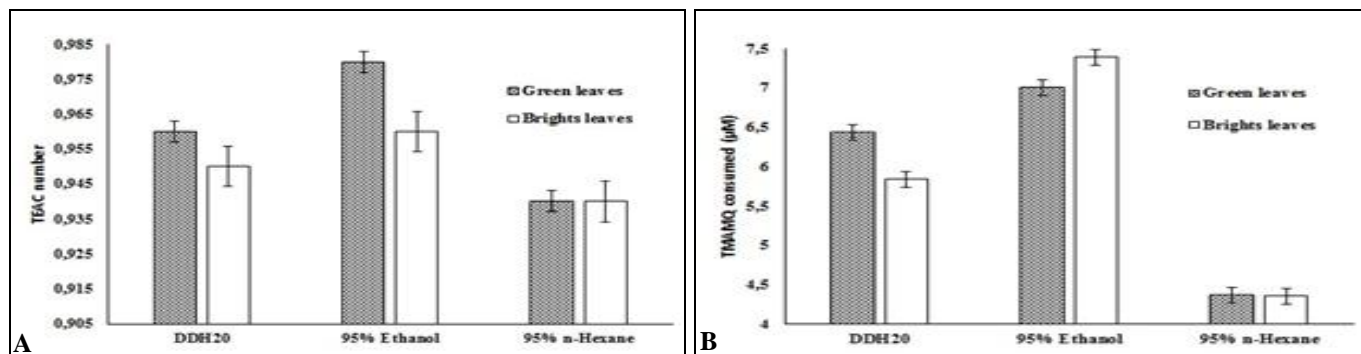 0,985
0,975
0,965
0,955
0,945
0,935
0,925
0,915
0,905
TEAC number
Green leaves
Brights leaves
DDH20
95% Ethanol
95% n-Hexane
A
7,5
7
6,5
6
5,5
5
4,5
4
TMAMQ consumed (µM)
Green leaves
Brights leaves
DDH20
95% Ethanol
95% n-Hexane
B